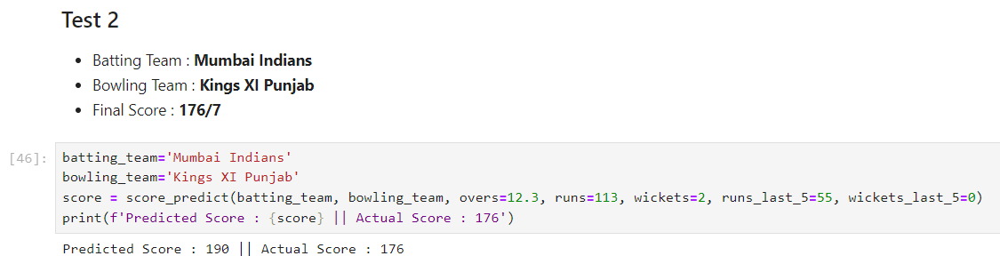 Test 2
• Batting Team : Mumbai Indians
• Bowling Team : Kings XI Punjab
• Final Score : 176/7
[46]: batting_team='Mumbai Indians'
bowling_team='Kings XI Punjab'
score = score_predict(batting_team, bowling_team, overs=12.3, runs=113, wickets=2, runs_last_5=55, wickets_last_5=0)
print(f'Predicted Score : {score} || Actual Score : 176')
Predicted Score : 190 || Actual Score : 176